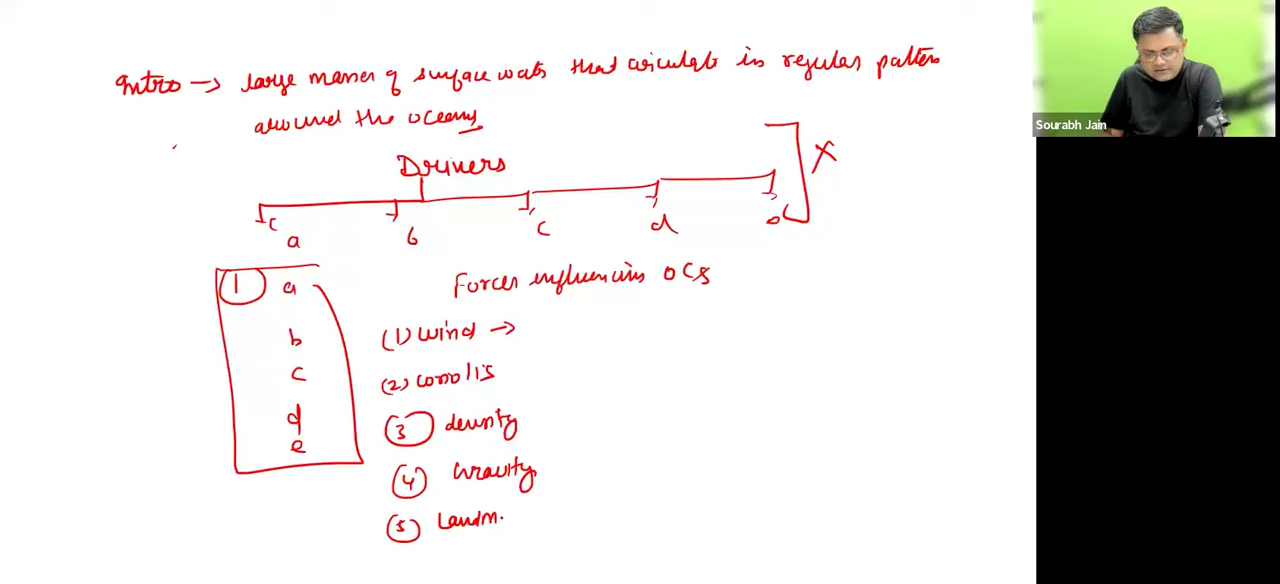 Intro → large masses of surface water that circulate in regular pattern
around the oceans
Drivers
a b c d e X
1 a
b
c
d
e
Forces influencing OCs
(1) wind →
(2) coriolis
3 density
4 Gravity
5 Landm.
Sourabh Jain